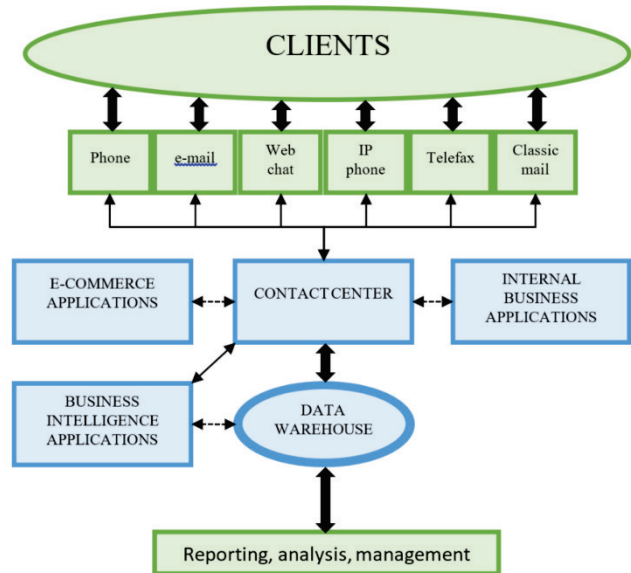 CLIENTS
Phone
e-mail
Web
chat
IP
phone
Telefax
Classic
mail
E-COMMERCE
APPLICATIONS
CONTACT CENTER
INTERNAL
BUSINESS
APPLICATIONS
BUSINESS
INTELLIGENCE
APPLICATIONS
DATA
WAREHOUSE
Reporting, analysis, management